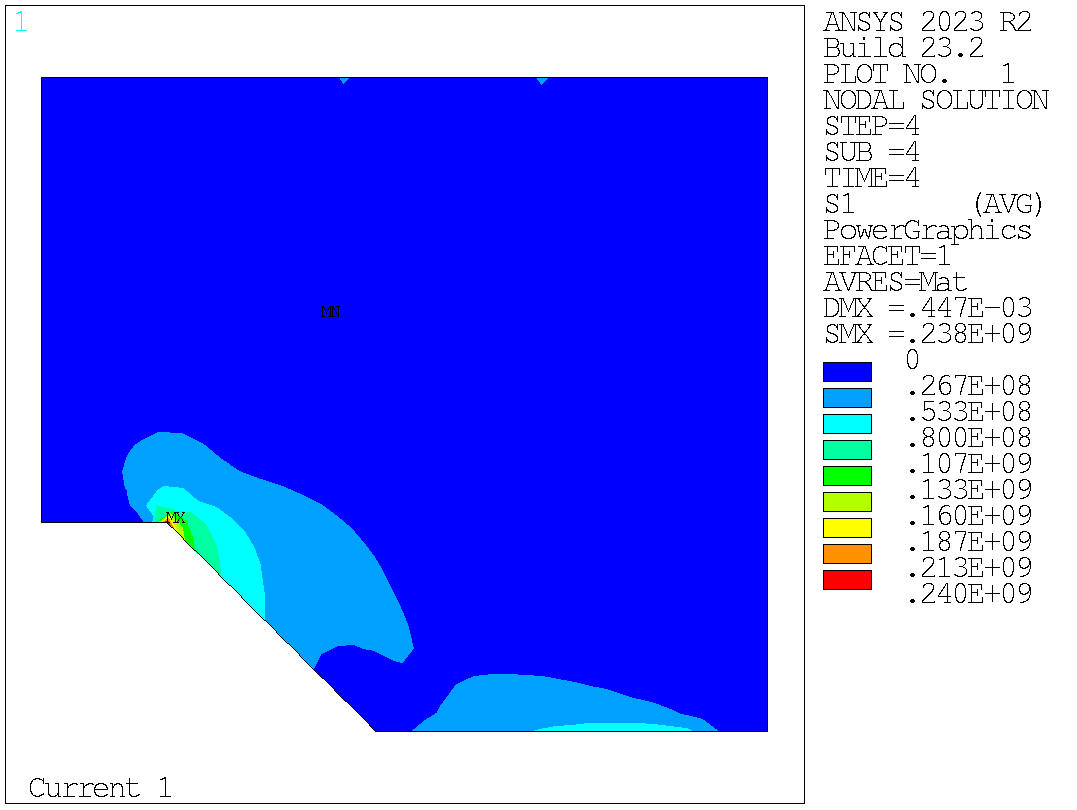 1
ANSYS 2023 R2
Build 23.2
PLOT NO. 1
NODAL SOLUTION
STEP=4
SUB =4
TIME=4
S1 (AVG)
PowerGraphics
EFACET=1
AVRES=Mat
DMX =.447E-03
SMX =.238E+09
0
.267E+08
.533E+08
.800E+08
.107E+09
.133E+09
.160E+09
.187E+09
.213E+09
.240E+09
MN
MX
Current 1